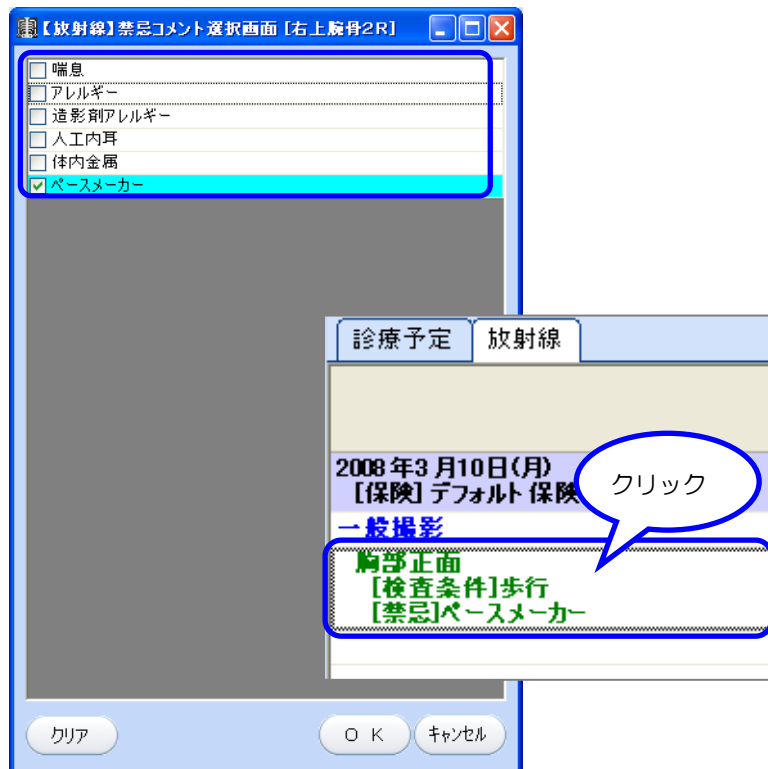 【放射線】禁忌コメント選択画面 [右上腕骨2R]
喘息
アレルギー
造影剤アレルギー
人工内耳
体内金属
ペースメーカー
診療予定 放射線
2008年3月10日(月)
[保険] デフォルト保険
クリック
一般撮影
胸部正面
[検査条件]歩行
[禁忌]ペースメーカー
クリア OK キャンセル